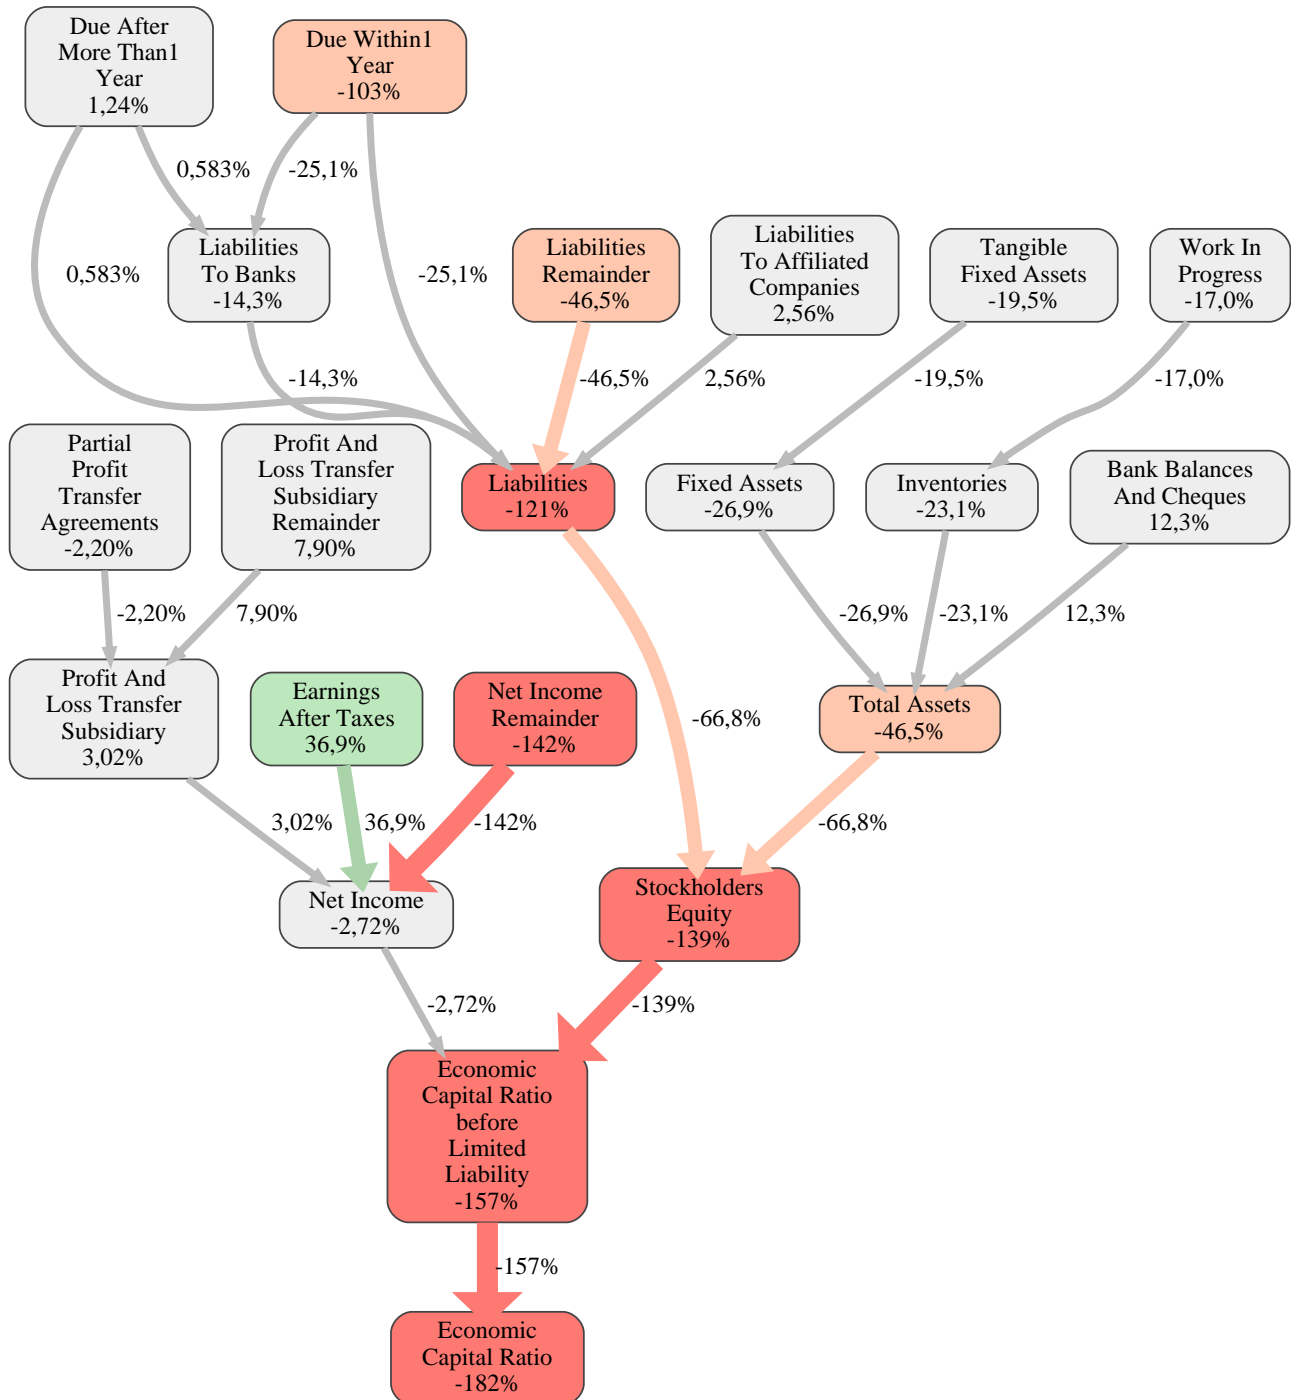 Due After
More Than1
Year
1,24%
Due Within1
Year
-103%
0,583%
-25,1%
Liabilities
To Banks
-14,3%
Liabilities
Remainder
-46,5%
Liabilities
To Affiliated
Companies
2,56%
Tangible
Fixed Assets
-19,5%
Work In
Progress
-17,0%
0,583%
-25,1%
-14,3%
-46,5%
2,56%
-19,5%
-17,0%
Partial
Profit
Transfer
Agreements
-2,20%
Profit And
Loss Transfer
Subsidiary
Remainder
7,90%
Liabilities
-121%
Fixed Assets
-26,9%
Inventories
-23,1%
Bank Balances
And Cheques
12,3%
-2,20%
7,90%
-26,9%
-23,1%
12,3%
Profit And
Loss Transfer
Subsidiary
3,02%
Earnings
After Taxes
36,9%
Net Income
Remainder
-142%
-66,8%
Total Assets
-46,5%
3,02%
36,9%
-142%
-66,8%
Net Income
-2,72%
Stockholders
Equity
-139%
-2,72%
-139%
Economic
Capital Ratio
before
Limited
Liability
-157%
-157%
Economic
Capital Ratio
-182%